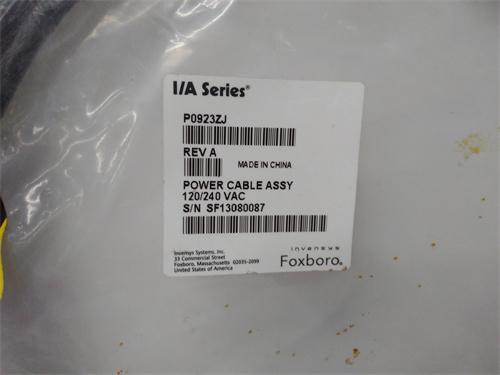 I/A Series®
P0923ZJ
REV A
MADE IN CHINA
POWER CABLE ASSY
120/240 VAC
S/N SF13080087
Invensys Systems, Inc.
33 Commercial Street
Foxboro, Massachusetts 02035-2099
United States of America
invensys
Foxboro®